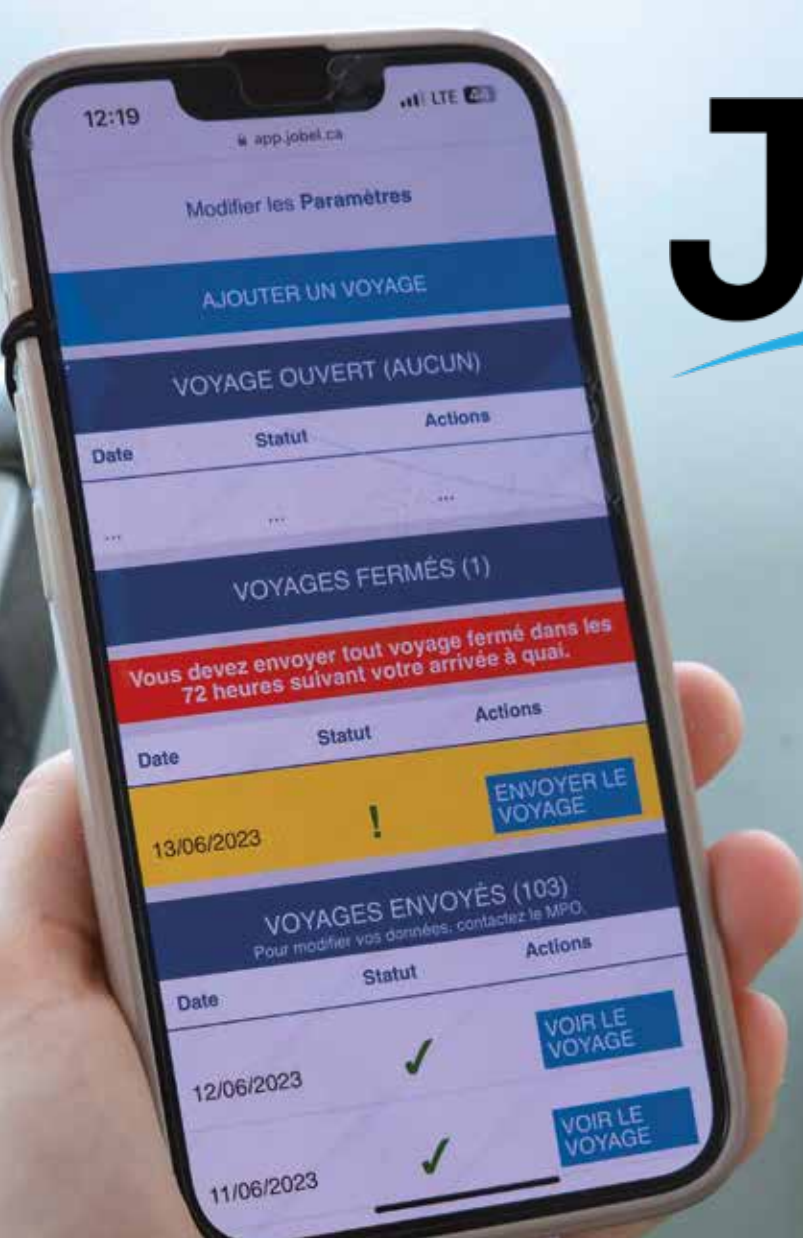 12:19
LTE
app.jobel.ca
Modifier les Paramètres
AJOUTER UN VOYAGE
VOYAGE OUVERT (AUCUN)
Date Statut Actions
... ... ...
VOYAGES FERMÉS (1)
Vous devez envoyer tout voyage fermé dans les
72 heures suivant votre arrivée à quai.
Date Statut Actions
13/06/2023 ! ENVOYER LE
VOYAGE
VOYAGES ENVOYÉS (103)
Pour modifier vos données, contactez le MPO.
Date Statut Actions
12/06/2023 ✓ VOIR LE
VOYAGE
11/06/2023 ✓ VOIR LE
VOYAGE
J